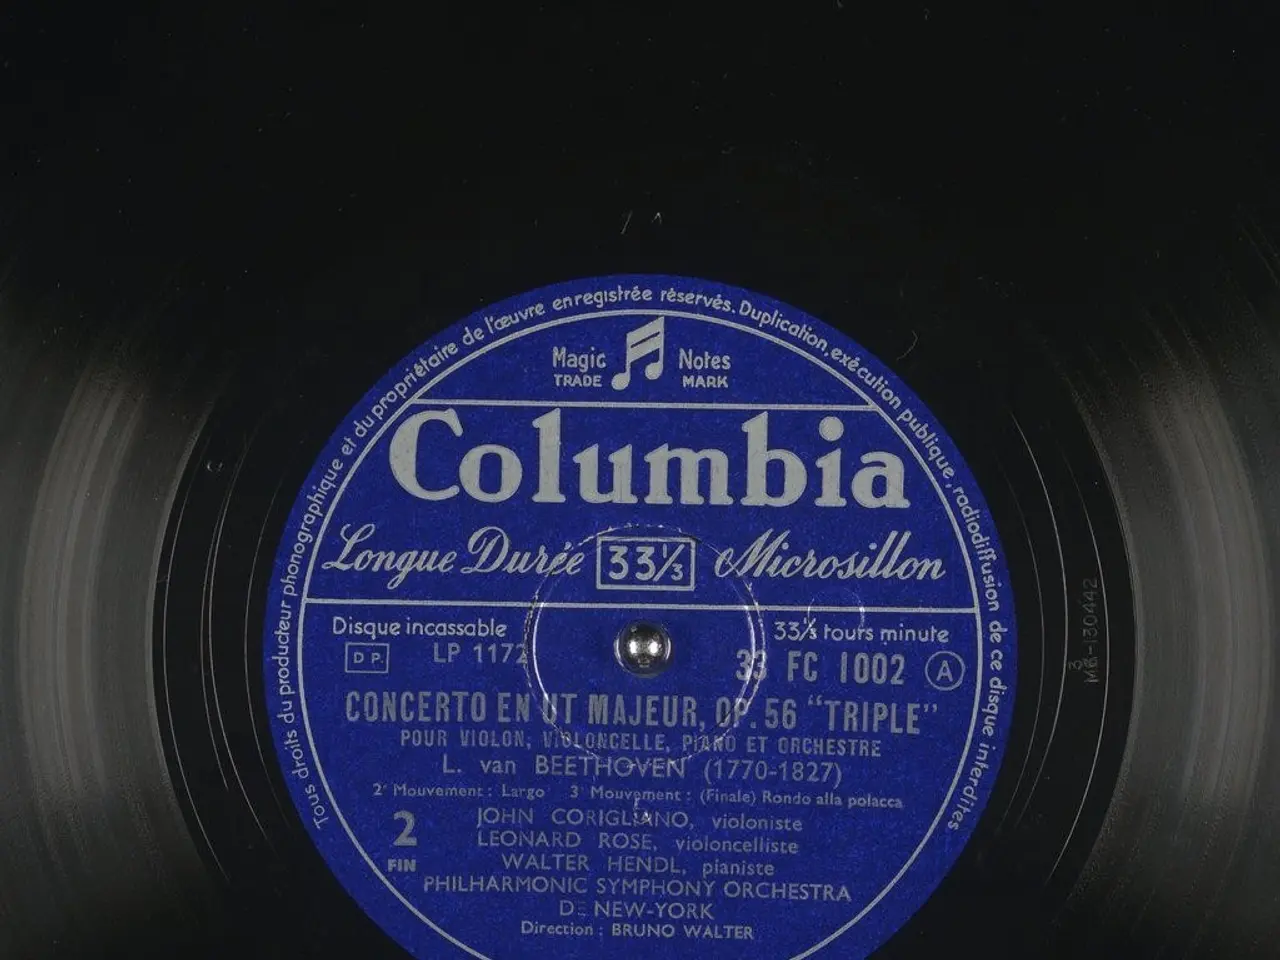 Tous droits du producteur phonographique et du propriétaire de l'œuvre enregistrée réservés. Duplication, exécution publique, radiodiffusion de ce disque interdites
Magic Notes
TRADE MARK
Columbia
Longue Durée 33⅓ Microsillon
Disque incassable 33⅓ tours minute
D P. LP 1172 33 FC 1002 A
CONCERTO EN UT MAJEUR, OP. 56 "TRIPLE"
POUR VIOLON, VIOLONCELLE, PIANO ET ORCHESTRE
L. van BEETHOVEN (1770-1827)
2ᵉ Mouvement : Largo 3ᵉ Mouvement : (Finale) Rondo alla polacca
2
FIN
JOHN CORIGLIANO, violoniste
LEONARD ROSE, violoncelliste
WALTER HENDL, pianiste
PHILHARMONIC SYMPHONY ORCHESTRA
DE NEW-YORK
Direction : BRUNO WALTER